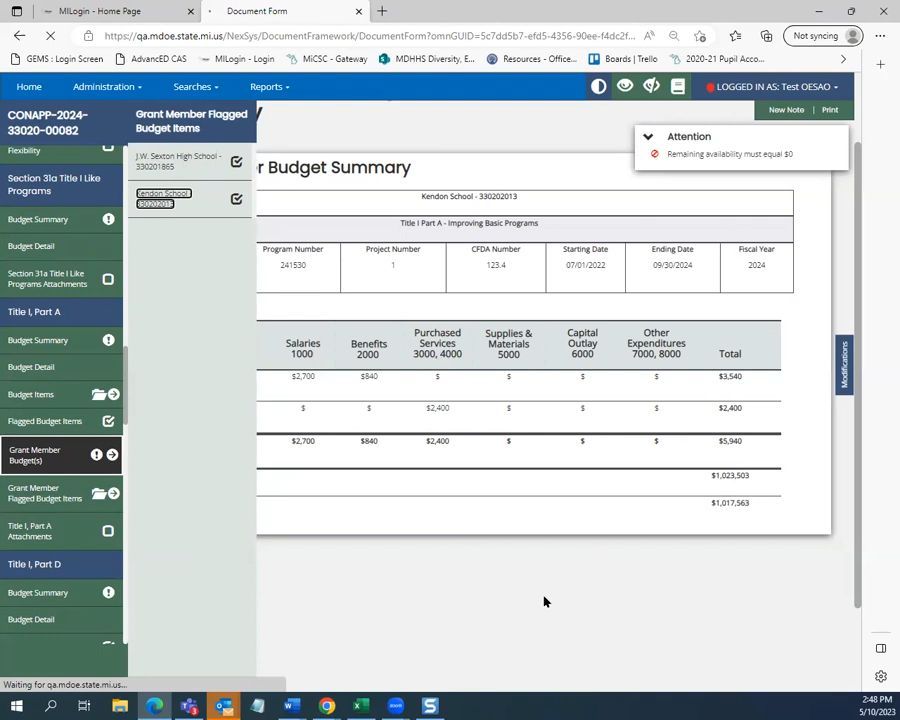 MILogin - Home Page
Document Form
https://qa.mdoe.state.mi.us/NexSys/DocumentFramework/DocumentForm?omnGUID=5c7dd5b7-efd5-4356-90ee-f4dc2f...
Not syncing
GEMS : Login Screen
AdvanED CAS
MILogin - Login
MiCSC - Gateway
MDHHS Diversity, E...
Resources - Office...
Boards | Trello
2020-21 Pupil Acco...
Home
Administration
Searches
Reports
LOGGED IN AS: Test OESAO
New Note
Print
CONAPP-2024-
33020-00082
Flexibility
Section 31a Title I Like
Programs
Budget Summary
Budget Detail
Section 31a Title I Like
Programs Attachments
Title I, Part A
Budget Summary
Budget Detail
Budget Items
Flagged Budget Items
Grant Member
Budget(s)
Grant Member
Flagged Budget Items
Title I, Part A
Attachments
Title I, Part D
Budget Summary
Budget Detail
Grant Member Flagged
Budget Items
J.W. Sexton High School -
330201865
Kendon School -
330202013
Attention
Remaining availability must equal $0
y
r Budget Summary
Kendon School - 330202013
Title I Part A - Improving Basic Programs
Program Number Project Number CFDA Number Starting Date Ending Date Fiscal Year
241530 1 123.4 07/01/2022 09/30/2024 2024
Salaries
1000
Benefits
2000
Purchased
Services
3000, 4000
Supplies &
Materials
5000
Capital
Outlay
6000
Other
Expenditures
7000, 8000
Total
$2,700 $840 $ $ $ $ $3,540
$ $ $2,400 $ $ $ $2,400
$2,700 $840 $2,400 $ $ $ $5,940
$1,023,503
$1,017,563
Modifications
Waiting for qa.mdoe.state.mi.us...
2:48 PM
5/10/2023